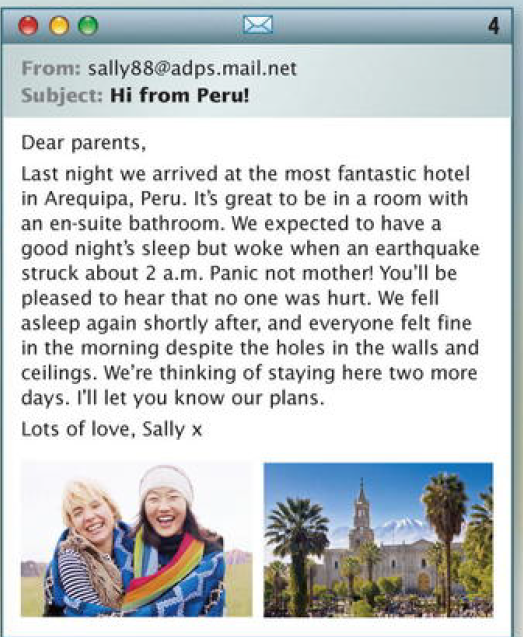 4
From: sally88@adps.mail.net
Subject: Hi from Peru!
Dear parents,
Last night we arrived at the most fantastic hotel
in Arequipa, Peru. It's great to be in a room with
an en-suite bathroom. We expected to have a
good night's sleep but woke when an earthquake
struck about 2 a.m. Panic not mother! You'll be
pleased to hear that no one was hurt. We fell
asleep again shortly after, and everyone felt fine
in the morning despite the holes in the walls and
ceilings. We're thinking of staying here two more
days. I'll let you know our plans.
Lots of love, Sally x